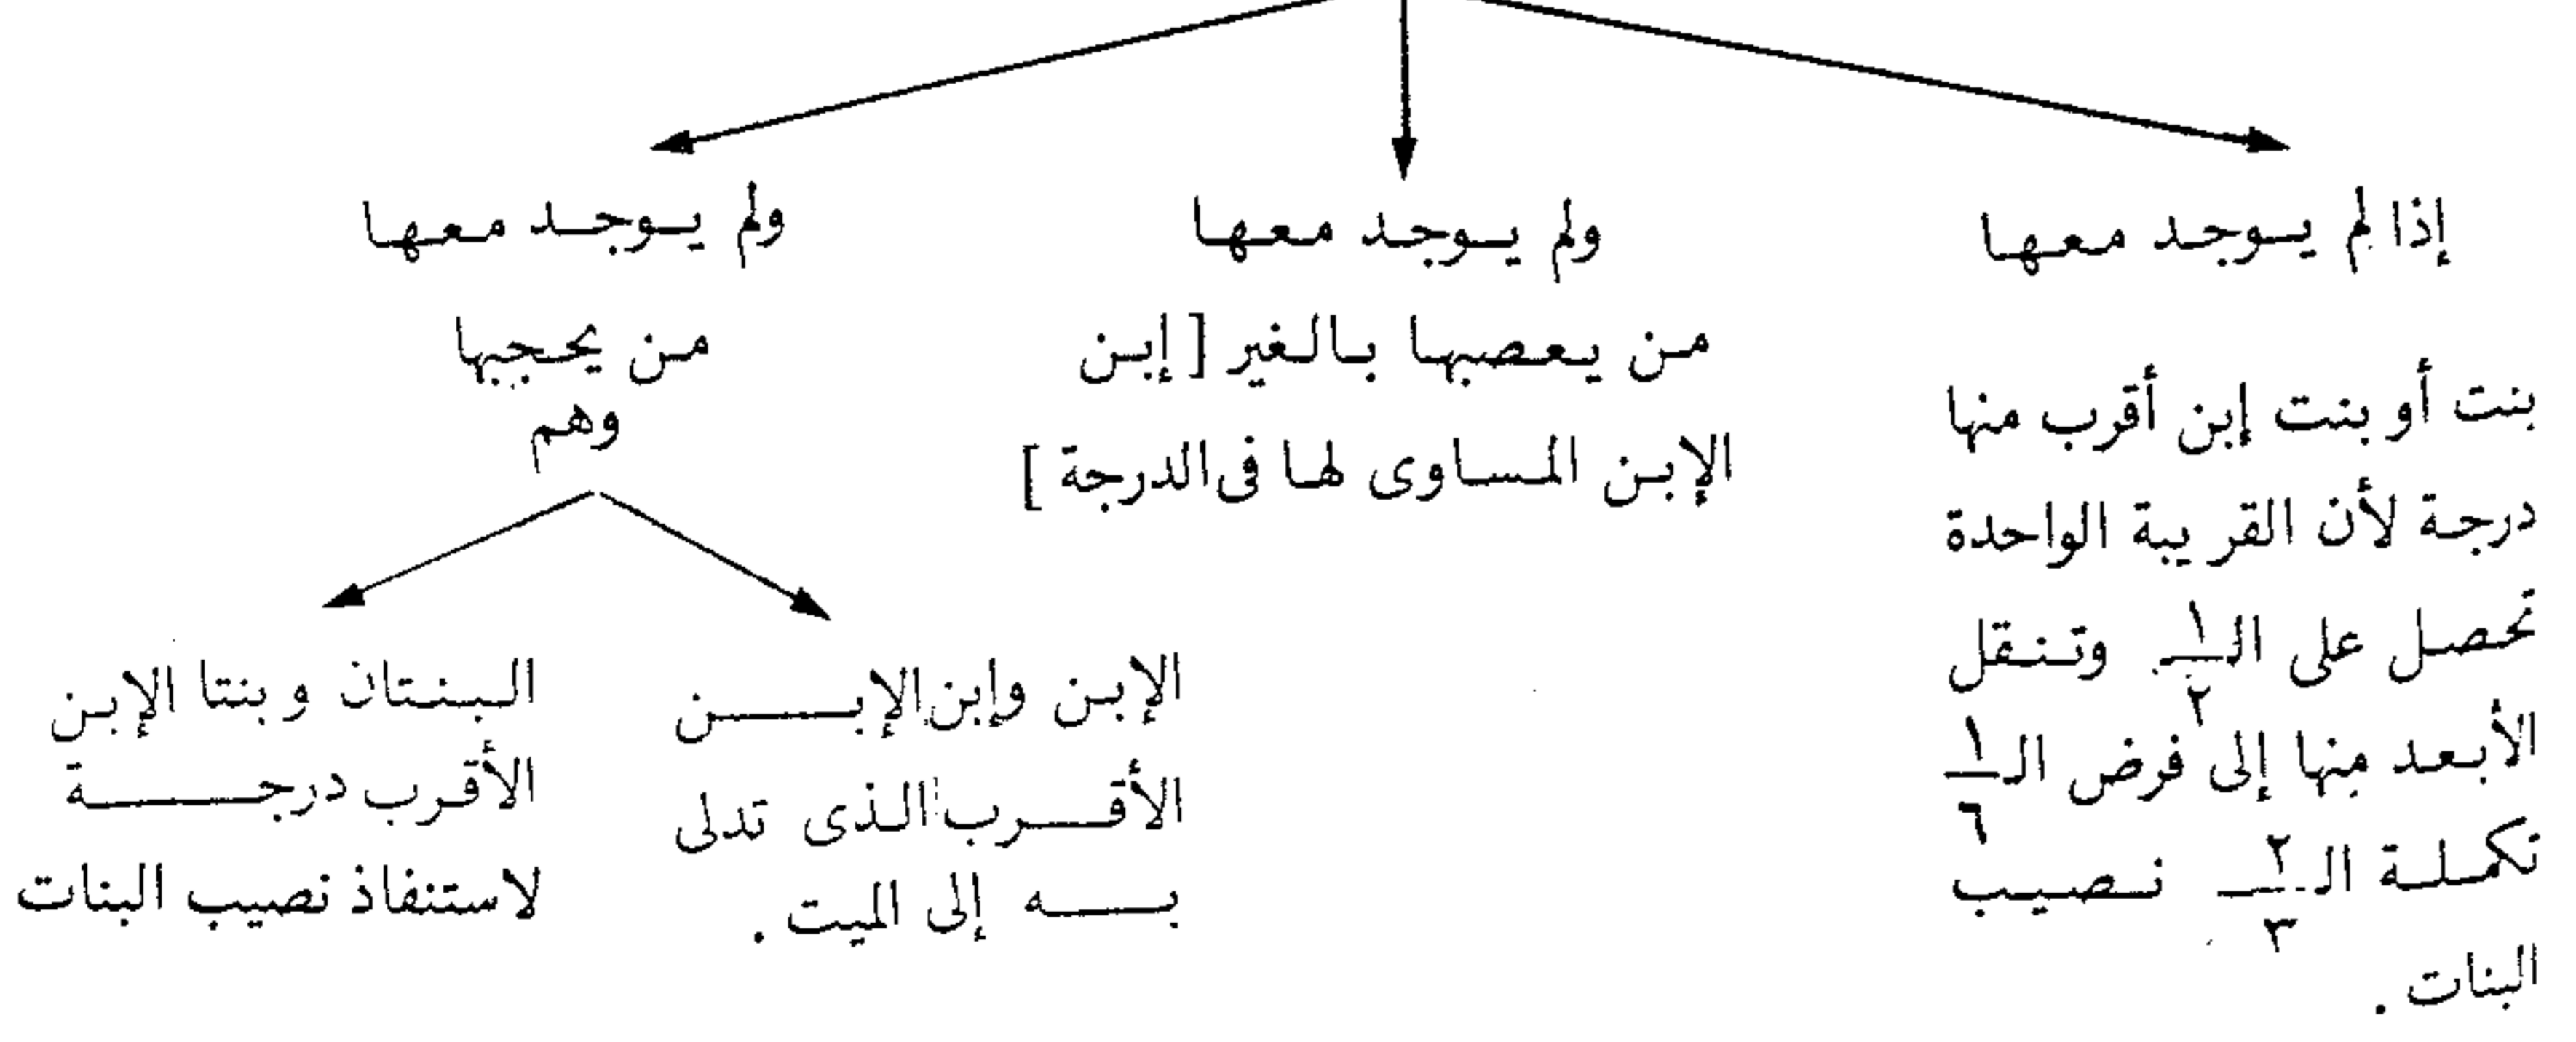 إذا لم يوجد معها
بنت أو بنت إبن أقرب منها
درجة لأن القريبة الواحدة
تحصل على الـ ١/٢ وتنقل
الأبعد منها إلى فرض الـ ١/٦
تكملة الـ ٢/٣ نصيب
البنات .
ولم يوجد معها
من يعصبها بالغير [ إبن
الإبن المساوى لها فى الدرجة ]
ولم يوجد معها
من يحجبها
وهم
الإبن وإبن الإبن
الأقرب الذى تدلى
به إلى الميت .
البنتان وبنتا الإبن
الأقرب درجة
لاستنفاذ نصيب البنات